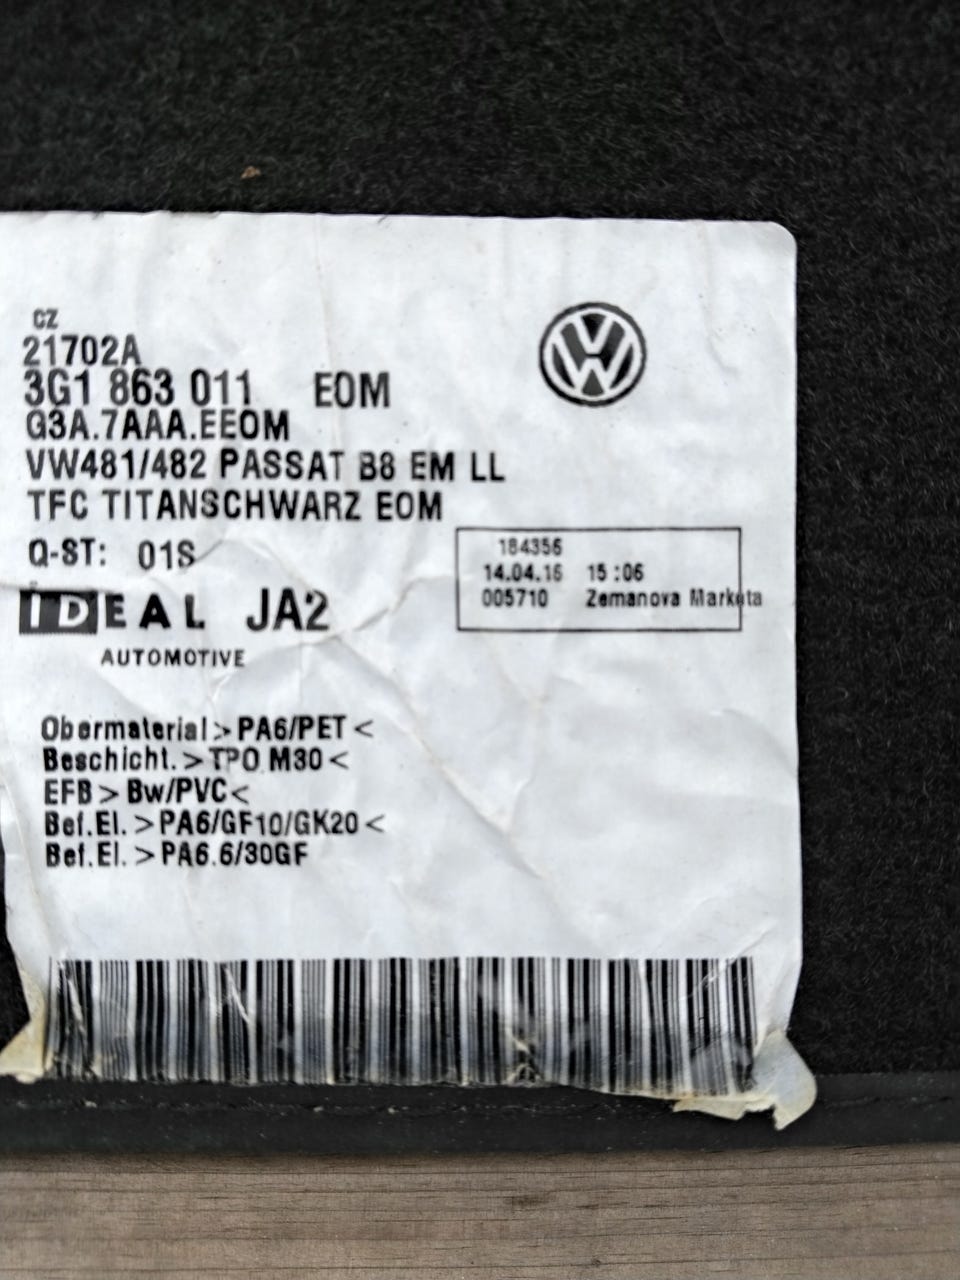 CZ
21702A
3G1 863 011 EOM
G3A.7AAA.EEOM
VW481/482 PASSAT B8 EM LL
TFC TITANSCHWARZ EOM
Q-ST: 01S
184356
14.04.16 15:06
005710 Zemanova Marketa
IDEAL JA2
AUTOMOTIVE
Obermaterial>PA6/PET<
Beschicht.>TPO M30<
EFB>Bw/PVC<
Bef.El.>PA6/GF10/GK20<
Bef.El.>PA6.6/30GF